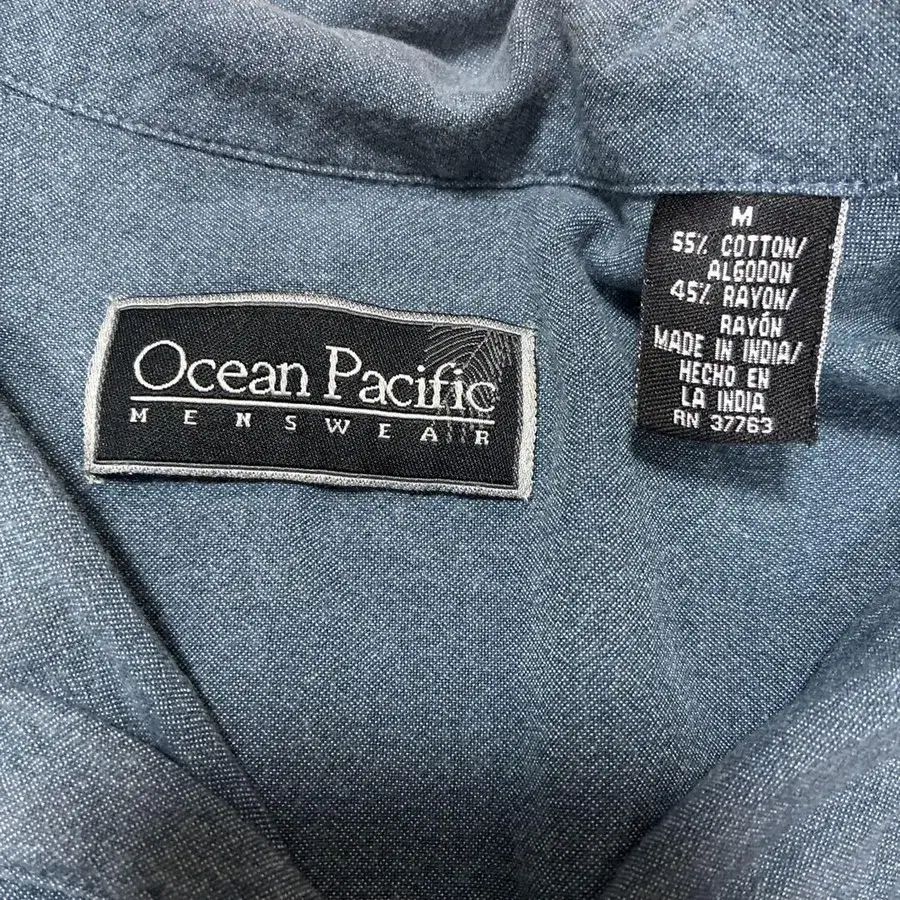 Ocean Pacific
MENSWEAR
M
55% COTTON/
ALGODON
45% RAYON/
RAYÓN
MADE IN INDIA/
HECHO EN
LA INDIA
RN 37763